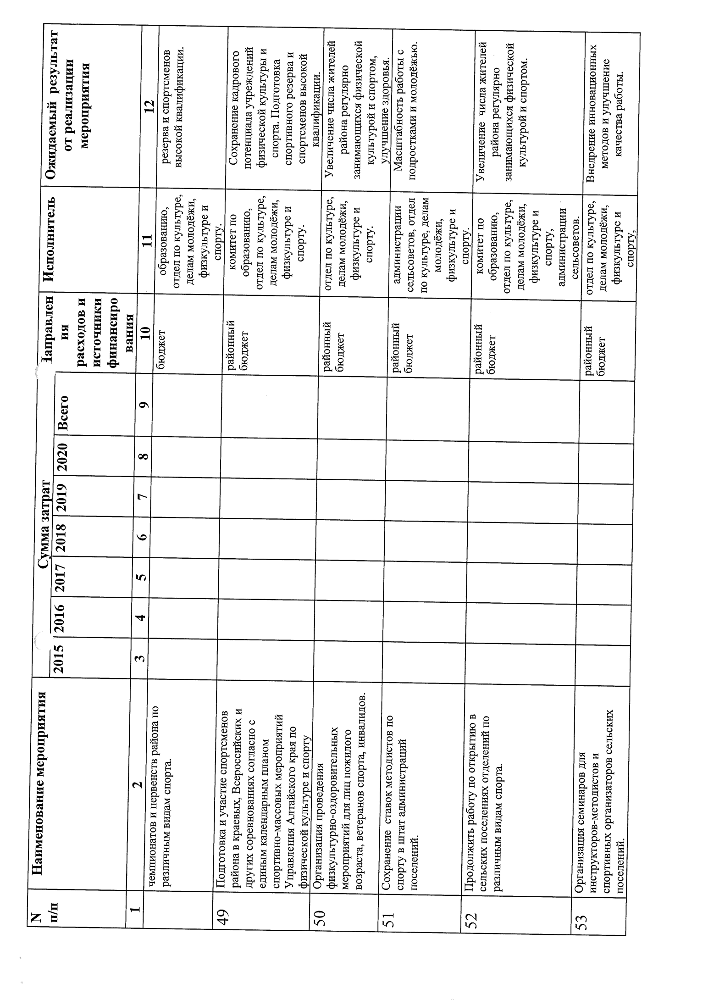 N
п/п
Наименование мероприятия
Сумма затрат
2015
2016
2017
2018
2019
2020
Всего
Направлен
ия
расходов и
источники
финансиро
вания
Исполнитель
Ожидаемый результат
от реализации
мероприятия
1
2
3
4
5
6
7
8
9
10
11
12
чемпионатов и первенств района по
различным видам спорта.
бюджет
образованию,
отдел по культуре,
делам молодёжи,
физкультуре и
спорту.
резерва и спортсменов
высокой квалификации.
49
Подготовка и участие спортсменов
района в краевых, Всероссийских и
других соревнованиях согласно с
единым календарным планом
спортивно-массовых мероприятий
Управления Алтайского края по
физической культуре и спорту
районный
бюджет
комитет по
образованию,
отдел по культуре,
делам молодёжи,
физкультуре и
спорту.
Сохранение кадрового
потенциала учреждений
физической культуры и
спорта. Подготовка
спортивного резерва и
спортсменов высокой
квалификации.
50
Организация проведения
физкультурно-оздоровительных
мероприятий для лиц пожилого
возраста, ветеранов спорта, инвалидов.
районный
бюджет
отдел по культуре,
делам молодёжи,
физкультуре и
спорту.
Увеличение числа жителей
района регулярно
занимающихся физической
культурой и спортом,
улучшение здоровья.
51
Сохранение ставок методистов по
спорту в штат администраций
поселений.
районный
бюджет
администрации
сельсоветов, отдел
по культуре, делам
молодёжи,
физкультуре и
спорту.
Масштабность работы с
подростками и молодёжью.
52
Продолжить работу по открытию в
сельских поселениях отделений по
различным видам спорта.
районный
бюджет
комитет по
образованию,
отдел по культуре,
делам молодёжи,
физкультуре и
спорту,
администрации
сельсоветов.
Увеличение числа жителей
района регулярно
занимающихся физической
культурой и спортом.
53
Организация семинаров для
инструкторов-методистов и
спортивных организаторов сельских
поселений.
районный
бюджет
отдел по культуре,
делам молодёжи,
физкультуре и
спорту,
Внедрение инновационных
методов и улучшение
качества работы.